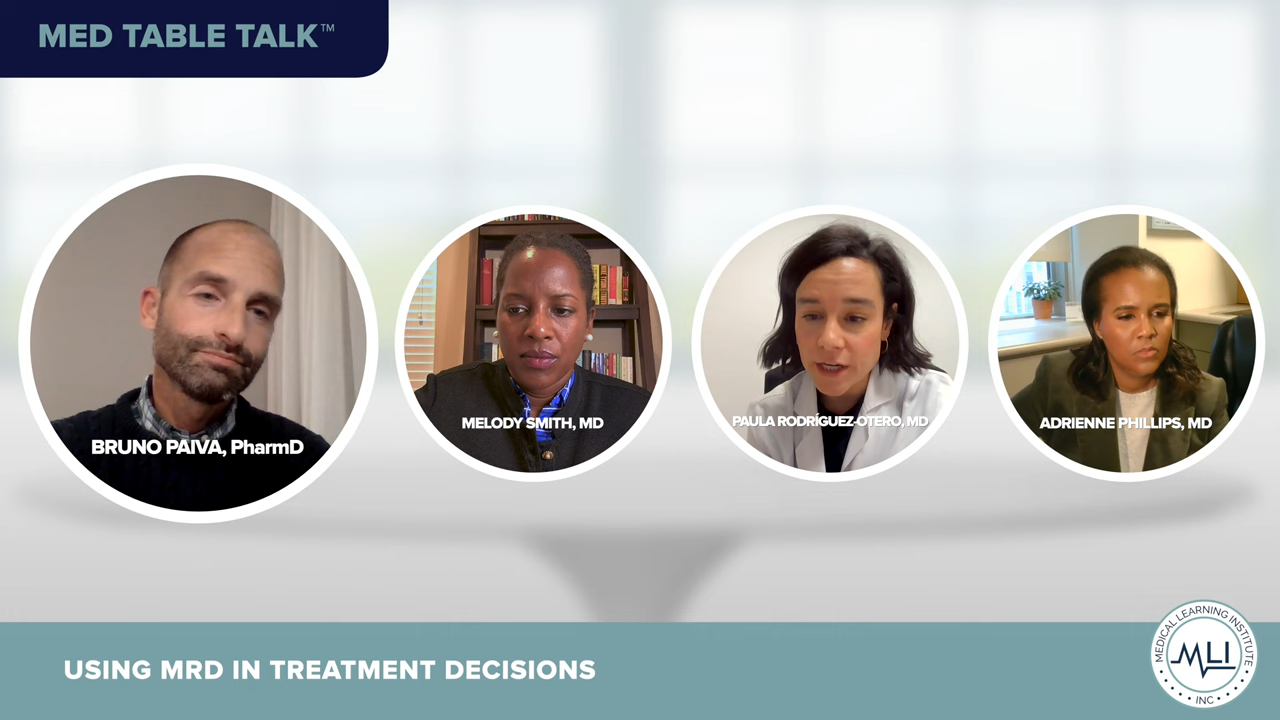 MED TABLE TALK™
BRUNO PAIVA, PharmD
MELODY SMITH, MD
PAULA RODRÍGUEZ-OTERO, MD
ADRIENNE PHILLIPS, MD
USING MRD IN TREATMENT DECISIONS
MEDICAL LEARNING INSTITUTE
MLI
INC